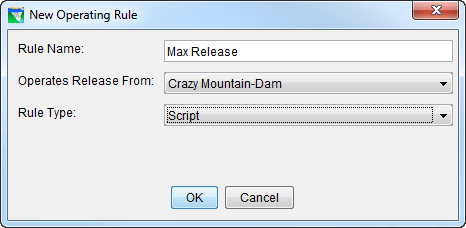 New Operating Rule
Rule Name: Max Release
Operates Release From: Crazy Mountain-Dam
Rule Type: Script
OK Cancel